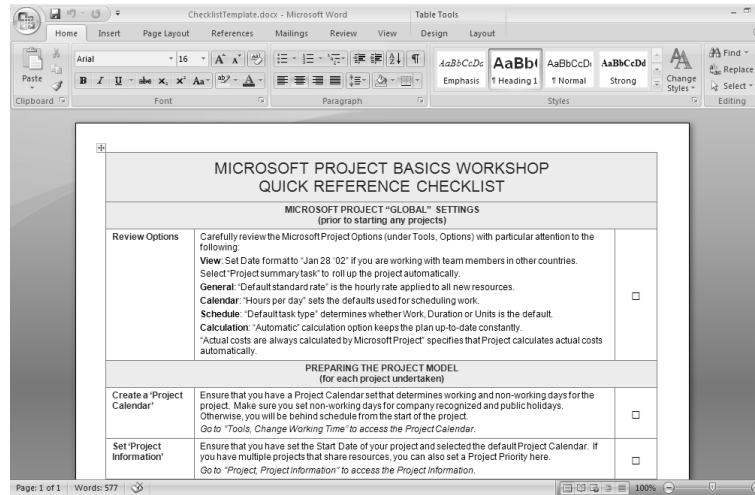 ChecklistTemplate.docx - Microsoft Word
Table Tools
Home Insert Page Layout References Mailings Review View Design Layout
Arial 16
AaBbCcDc AaBb( AaBbCcDı AaBbCcDd
Find
Replace
Select
Paste
Emphasis ¶ Heading 1 ¶ Normal Strong
Change Styles
Clipboard Font Paragraph Styles Editing
MICROSOFT PROJECT BASICS WORKSHOP
QUICK REFERENCE CHECKLIST
MICROSOFT PROJECT “GLOBAL” SETTINGS
(prior to starting any projects)
Review Options
Carefully review the Microsoft Project Options (under Tools, Options) with particular attention to the
following:
View: Set Date format to “Jan 28 ‘02” if you are working with team members in other countries.
Select “Project summary task” to roll up the project automatically.
General: “Default standard rate” is the hourly rate applied to all new resources.
Calendar: “Hours per day” sets the defaults used for scheduling work.
Schedule: “Default task type” determines whether Work, Duration or Units is the default.
Calculation: “Automatic” calculation option keeps the plan up-to-date constantly.
“Actual costs are always calculated by Microsoft Project” specifies that Project calculates actual costs
automatically.
PREPARING THE PROJECT MODEL
(for each project undertaken)
Create a ‘Project
Calendar’
Ensure that you have a Project Calendar set that determines working and non-working days for the
project. Make sure you set non-working days for company recognized and public holidays.
Otherwise, you will be behind schedule from the start of the project.
Go to “Tools, Change Working Time” to access the Project Calendar.
Set ‘Project
Information’
Ensure that you have set the Start Date of your project and selected the default Project Calendar. If
you have multiple projects that share resources, you can also set a Project Priority here.
Go to “Project, Project Information” to access the Project Information.
Page: 1 of 1 Words: 577 100%